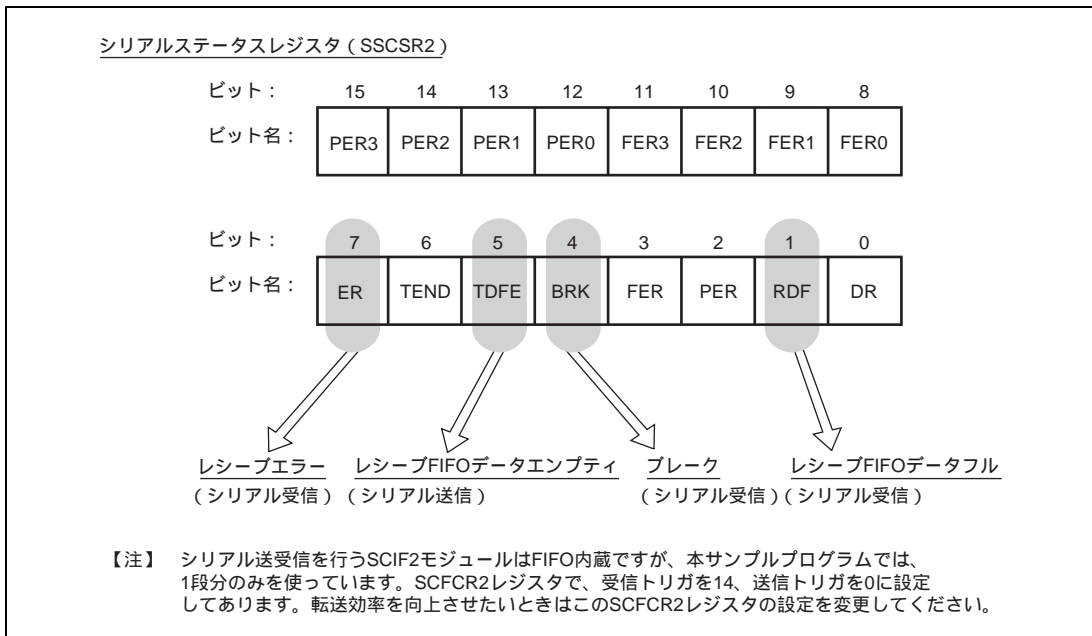 シリアルステータスレジスタ（SSCSR2）
ビット： 15 14 13 12 11 10 9 8
ビット名： PER3 PER2 PER1 PER0 FER3 FER2 FER1 FER0
ビット： 7 6 5 4 3 2 1 0
ビット名： ER TEND TDFE BRK FER PER RDF DR
レシーブエラー レシーブFIFOデータエンプティ ブレーク レシーブFIFOデータフル
（シリアル受信） （シリアル送信） （シリアル受信） （シリアル受信）
【注】 シリアル送受信を行うSCIF2モジュールはFIFO内蔵ですが、本サンプルプログラムでは、
1段分のみを使っています。SCFCR2レジスタで、受信トリガを14、送信トリガを0に設定
してあります。転送効率を向上させたいときはこのSCFCR2レジスタの設定を変更してください。